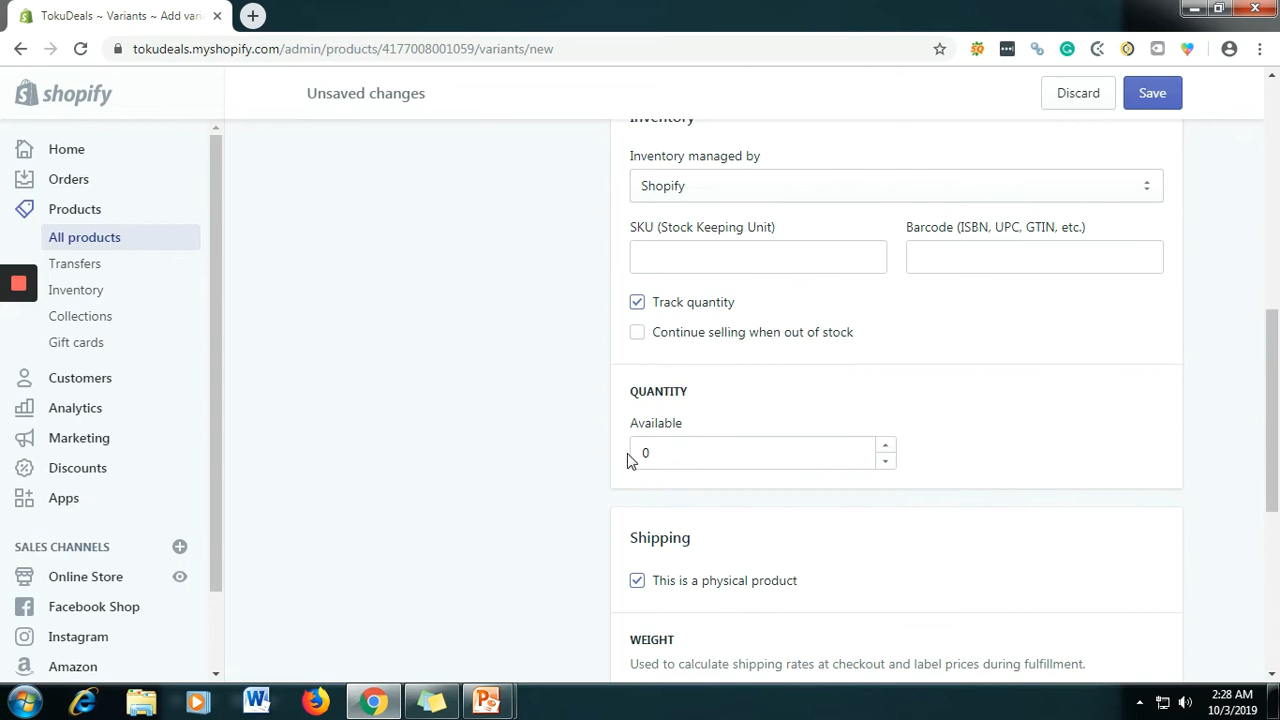 TokuDeals ~ Variants ~ Add vari
tokudeals.myshopify.com/admin/products/4177008001059/variants/new
shopify
Unsaved changes
Discard
Save
Home
Orders
Products
All products
Transfers
Inventory
Collections
Gift cards
Customers
Analytics
Marketing
Discounts
Apps
SALES CHANNELS
Online Store
Facebook Shop
Instagram
Amazon
Inventory
Inventory managed by
Shopify
SKU (Stock Keeping Unit)
Barcode (ISBN, UPC, GTIN, etc.)
Track quantity
Continue selling when out of stock
QUANTITY
Available
0
Shipping
This is a physical product
WEIGHT
Used to calculate shipping rates at checkout and label prices during fulfillment.
2:28 AM
10/3/2019